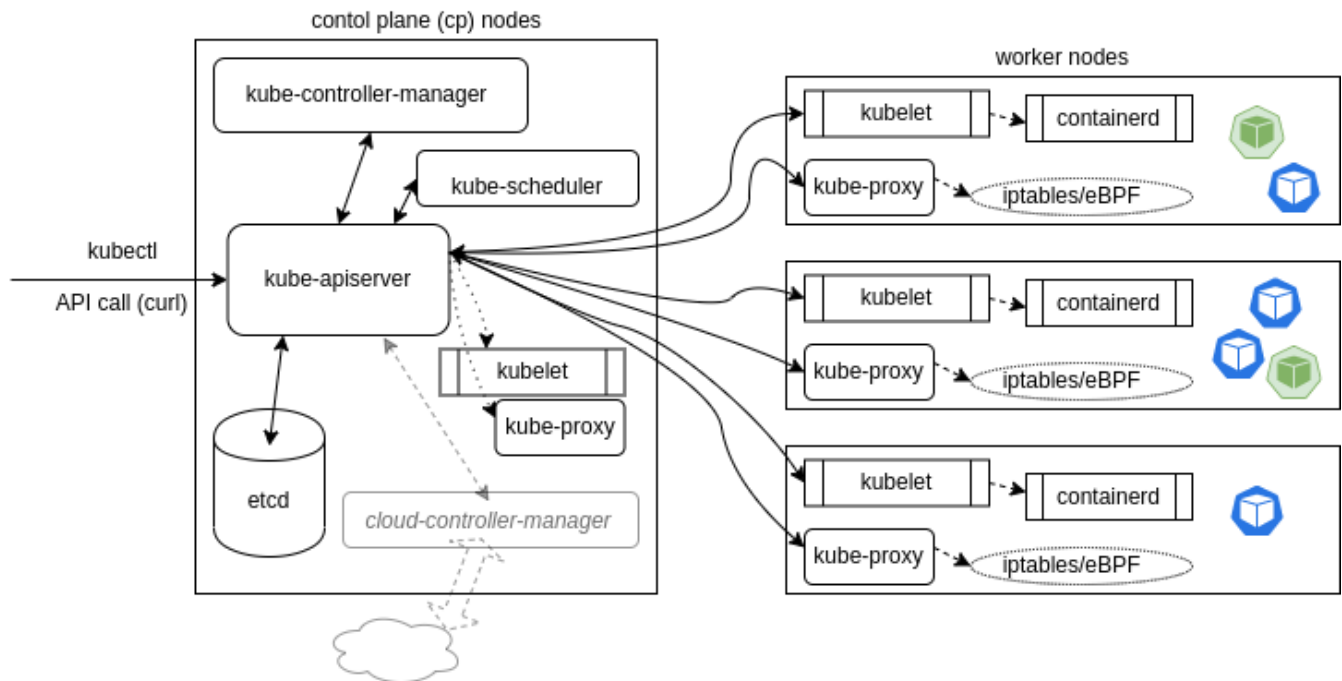 contol plane (cp) nodes
kube-controller-manager
kube-scheduler
kubectl
API call (curl)
kube-apiserver
kubelet
kube-proxy
etcd
cloud-controller-manager
worker nodes
kubelet
containerd
kube-proxy
iptables/eBPF
kubelet
containerd
kube-proxy
iptables/eBPF
kubelet
containerd
kube-proxy
iptables/eBPF